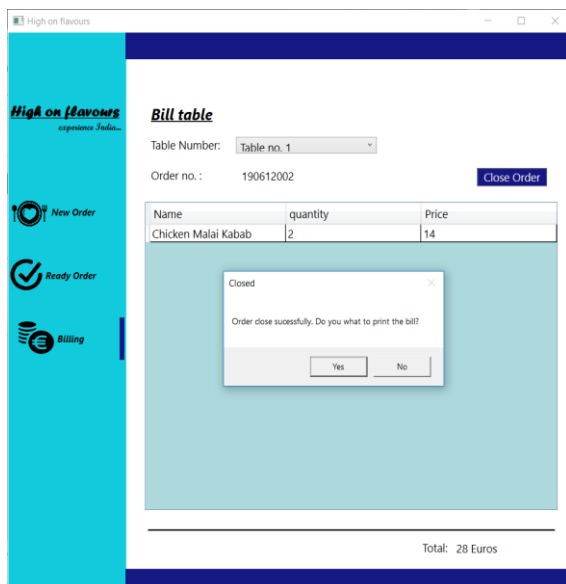 High on flavours
High on flavours
experience India...
Bill table
Table Number: Table no. 1
Order no. : 190612002 Close Order
New Order
Name quantity Price
Chicken Malai Kabab 2 14
Ready Order
Closed
Order close sucessfully. Do you what to print the bill?
Billing
Yes No
Total: 28 Euros